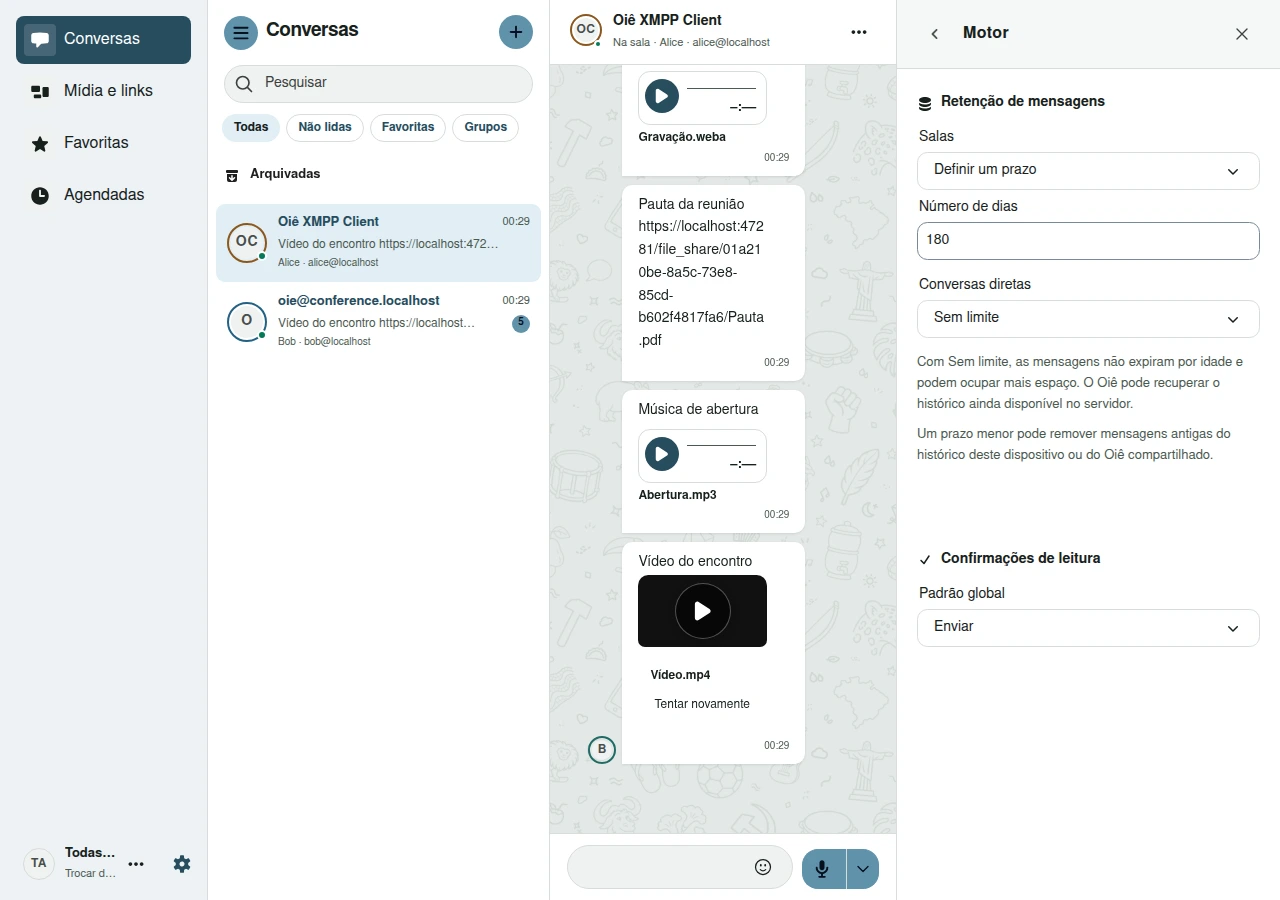 Conversas
Mídia e links
Favoritas
Agendadas
TA
Todas...
Trocar d...
Conversas
Pesquisar
Todas
Não lidas
Favoritas
Grupos
Arquivadas
OC
Oiê XMPP Client
00:29
Vídeo do encontro https://localhost:472...
Alice · alice@localhost
O
oie@conference.localhost
00:29
Vídeo do encontro https://localhost...
5
Bob · bob@localhost
OC
Oiê XMPP Client
Na sala · Alice · alice@localhost
–:––
Gravação.weba
00:29
Pauta da reunião
https://localhost:472
81/file_share/01a21
0be-8a5c-73e8-
85cd-
b602f4817fa6/Pauta
.pdf
00:29
Música de abertura
–:––
Abertura.mp3
00:29
Vídeo do encontro
Vídeo.mp4
Tentar novamente
00:29
B
Motor
Retenção de mensagens
Salas
Definir um prazo
Número de dias
180
Conversas diretas
Sem limite
Com Sem limite, as mensagens não expiram por idade e
podem ocupar mais espaço. O Oiê pode recuperar o
histórico ainda disponível no servidor.
Um prazo menor pode remover mensagens antigas do
histórico deste dispositivo ou do Oiê compartilhado.
Confirmações de leitura
Padrão global
Enviar